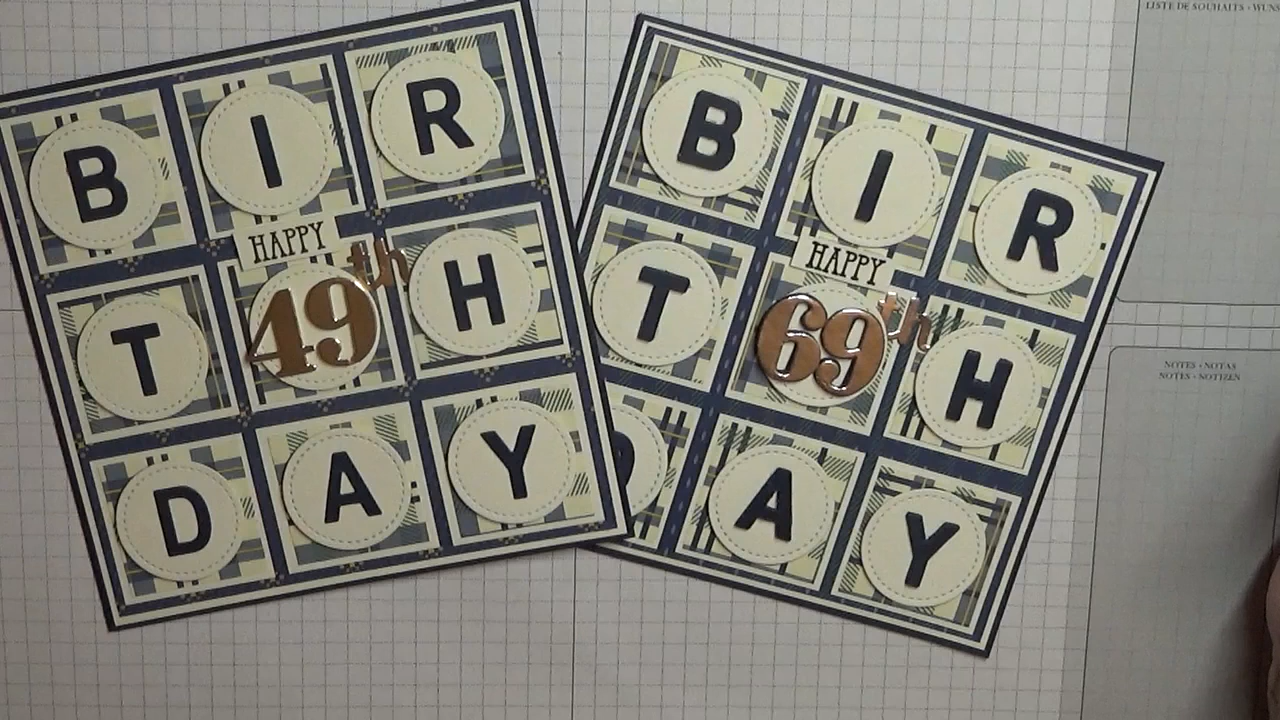 B I R
HAPPY
T 49th H
D A Y
B I R
HAPPY
T 69th H
D A Y
LISTE DE SOUHAITS • WUNS
NOTES • NOTAS
NOTES • NOTIZEN